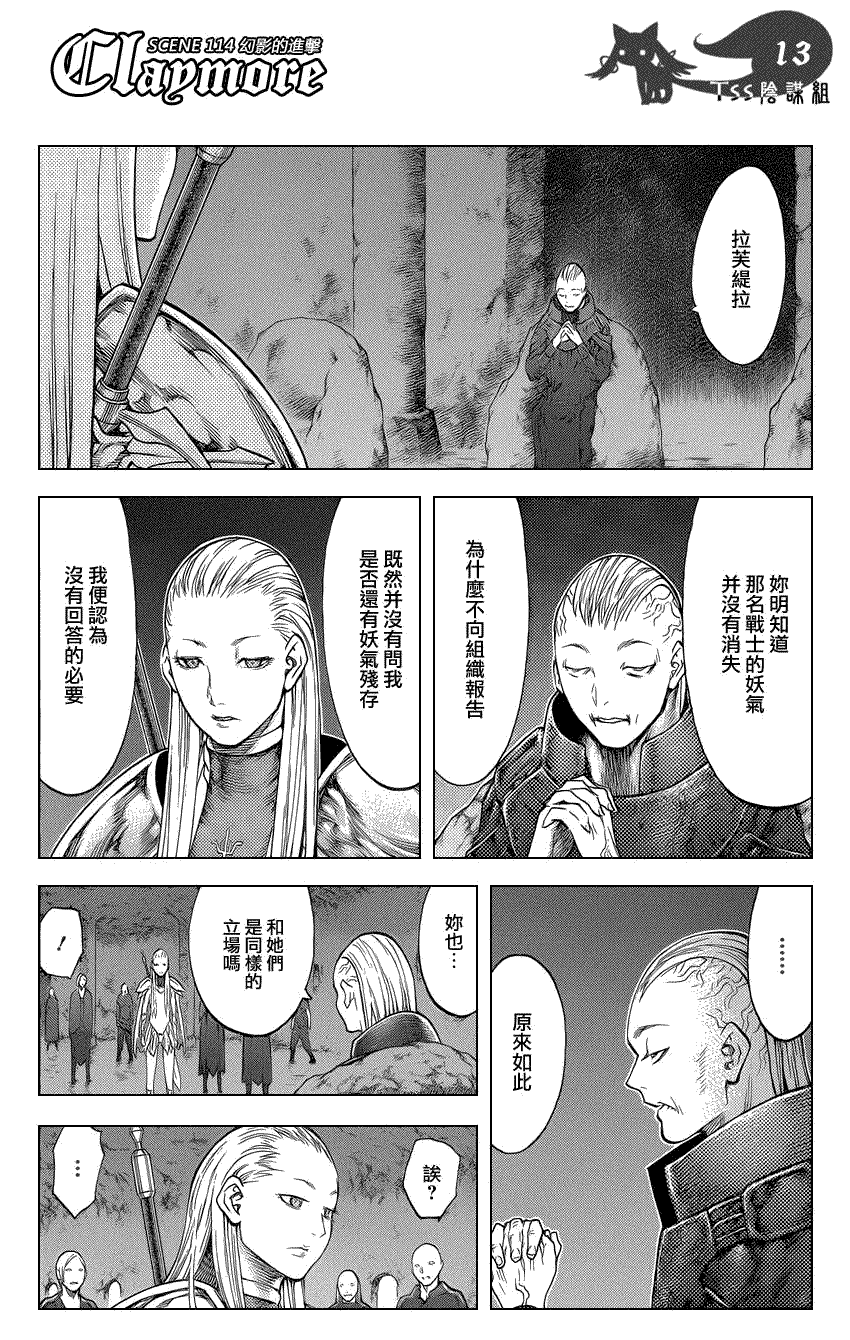 SCENE 114 幻影的進擊
Claymore
13
Tss陰謀組
拉芙緹拉
妳明知道
那名戰士的妖氣
并沒有消失
為什麼不向組織報告
既然并沒有問我
是否還有妖氣殘存
我便認為
沒有回答的必要
……
原來如此
妳也…
和她們
是同樣的
立場嗎
！
誒?
…